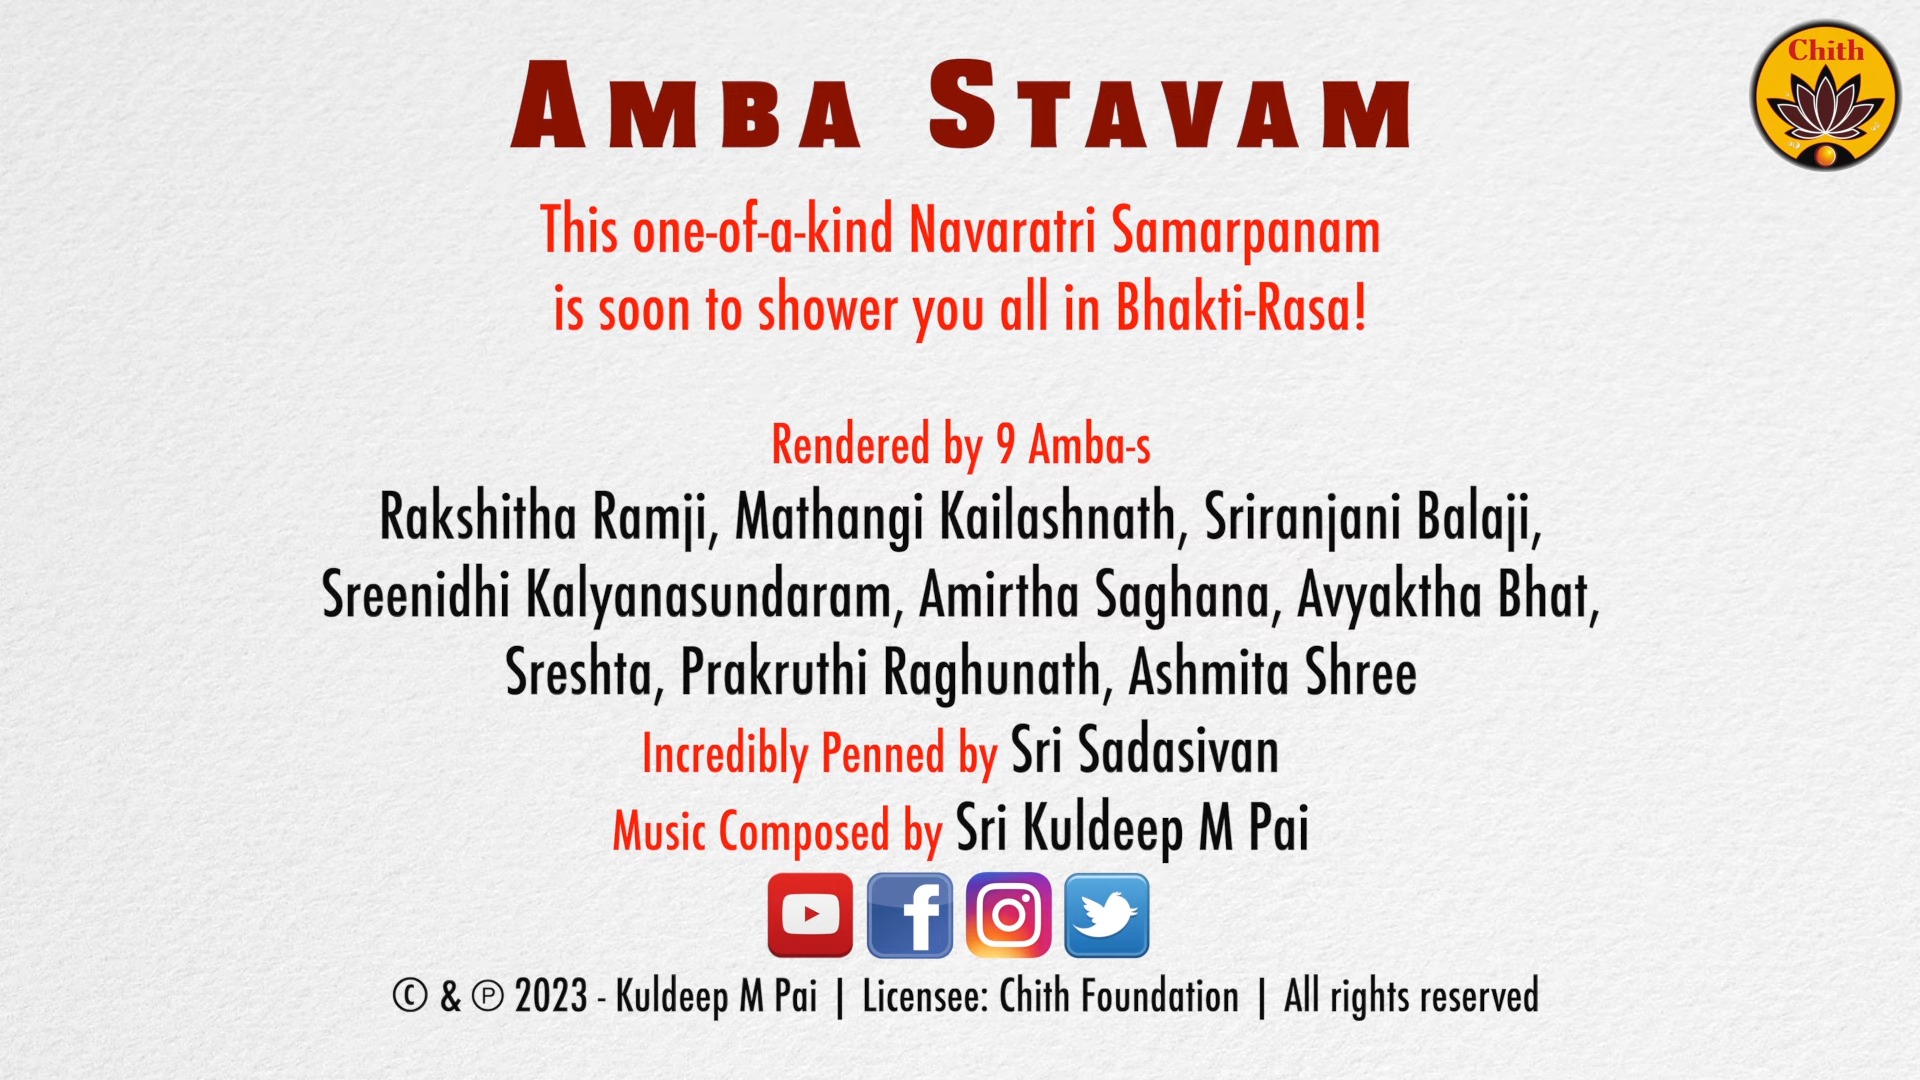 Chith
AMBA STAVAM
This one-of-a-kind Navaratri Samarpanam
is soon to shower you all in Bhakti-Rasa!
Rendered by 9 Amba-s
Rakshitha Ramji, Mathangi Kailashnath, Sriranjani Balaji,
Sreenidhi Kalyanasundaram, Amirtha Saghana, Avyaktha Bhat,
Sreshta, Prakruthi Raghunath, Ashmita Shree
Incredibly Penned by Sri Sadasivan
Music Composed by Sri Kuldeep M Pai
© & ℗ 2023 - Kuldeep M Pai | Licensee: Chith Foundation | All rights reserved